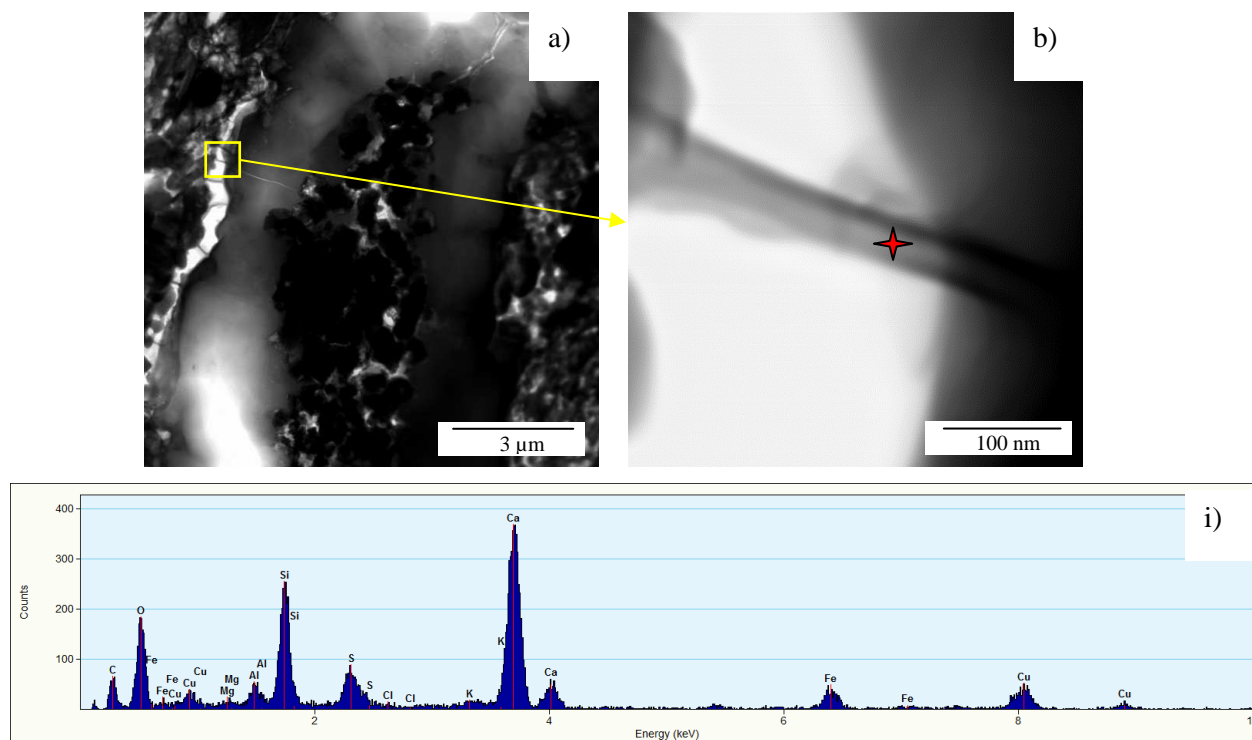 a)
b)
3 µm
100 nm
i)
400
300
200
100
Counts
C
O
Fe
Fe
Fe
Cu
Cu
Cu
Mg
Mg
Al
Al
Si
Si
S
S
Cl
Cl
K
K
Ca
Ca
Fe
Fe
Cu
Cu
2
4
6
8
1
Energy (keV)